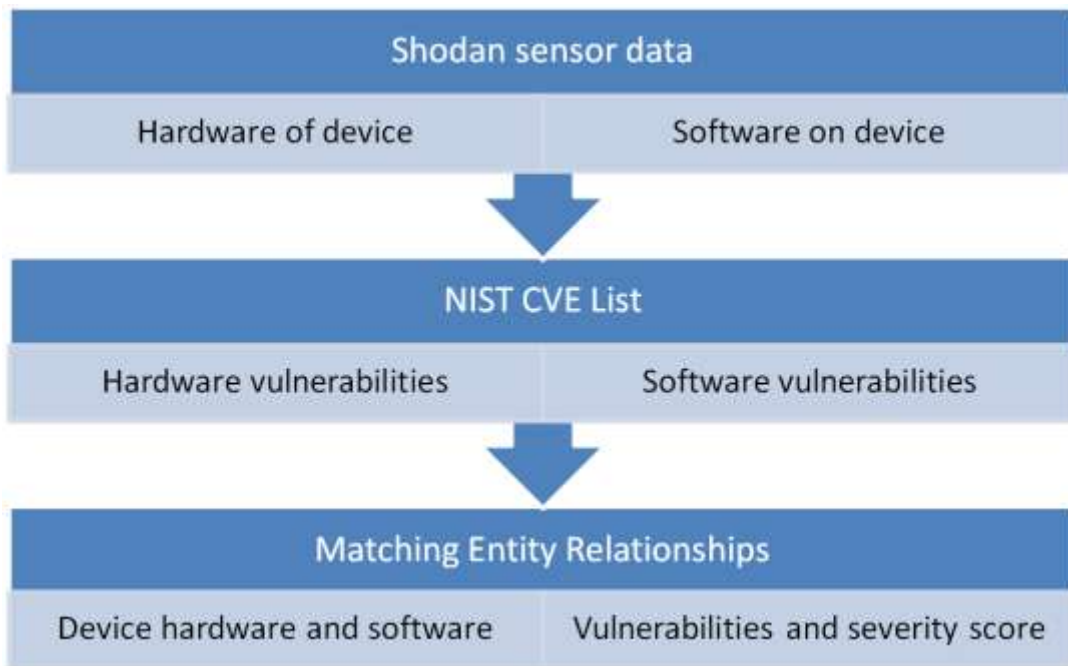 Shodan sensor data
Hardware of device
Software on device
NIST CVE List
Hardware vulnerabilities
Software vulnerabilities
Matching Entity Relationships
Device hardware and software
Vulnerabilities and severity score